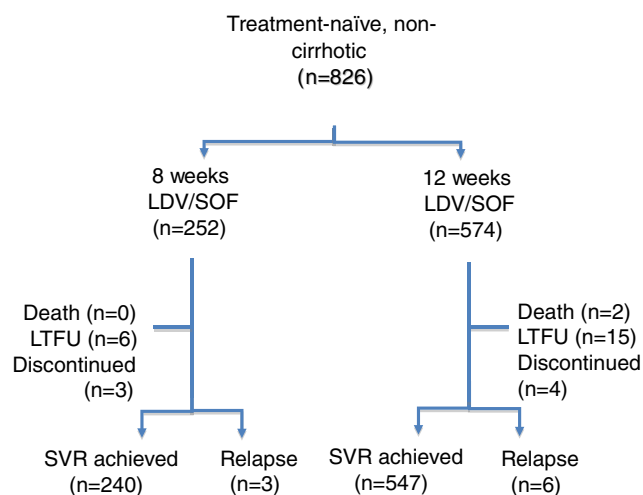 Treatment-naïve, non-
cirrhotic
(n=826)
8 weeks
LDV/SOF
(n=252)
12 weeks
LDV/SOF
(n=574)
Death (n=0)
LTFU (n=6)
Discontinued
(n=3)
Death (n=2)
LTFU (n=15)
Discontinued
(n=4)
SVR achieved
(n=240)
Relapse
(n=3)
SVR achieved
(n=547)
Relapse
(n=6)